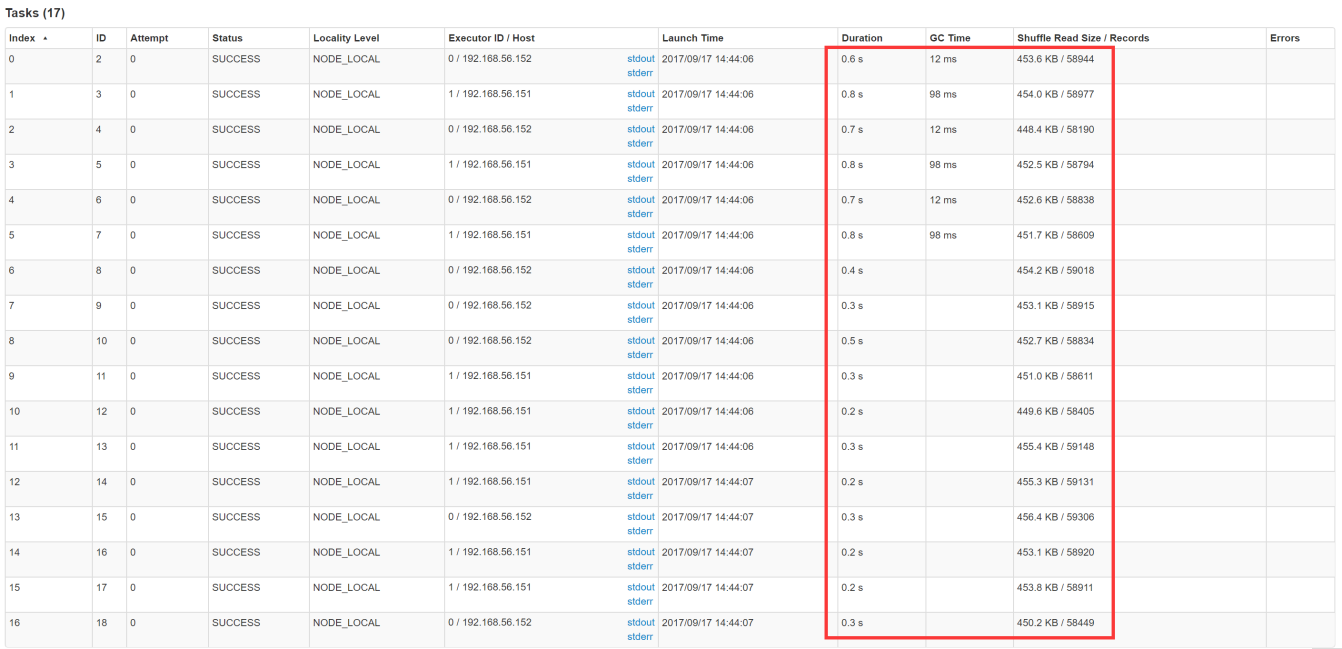 Tasks (17)
Index ▲ ID Attempt Status Locality Level Executor ID / Host Launch Time Duration GC Time Shuffle Read Size / Records Errors
0 2 0 SUCCESS NODE_LOCAL 0 / 192.168.56.152 stdout 2017/09/17 14:44:06 0.6 s 12 ms 453.6 KB / 58944
stderr
1 3 0 SUCCESS NODE_LOCAL 1 / 192.168.56.151 stdout 2017/09/17 14:44:06 0.8 s 98 ms 454.0 KB / 58977
stderr
2 4 0 SUCCESS NODE_LOCAL 0 / 192.168.56.152 stdout 2017/09/17 14:44:06 0.7 s 12 ms 448.4 KB / 58190
stderr
3 5 0 SUCCESS NODE_LOCAL 1 / 192.168.56.151 stdout 2017/09/17 14:44:06 0.8 s 98 ms 452.5 KB / 58794
stderr
4 6 0 SUCCESS NODE_LOCAL 0 / 192.168.56.152 stdout 2017/09/17 14:44:06 0.7 s 12 ms 452.6 KB / 58838
stderr
5 7 0 SUCCESS NODE_LOCAL 1 / 192.168.56.151 stdout 2017/09/17 14:44:06 0.8 s 98 ms 451.7 KB / 58609
stderr
6 8 0 SUCCESS NODE_LOCAL 0 / 192.168.56.152 stdout 2017/09/17 14:44:06 0.4 s 454.2 KB / 59018
stderr
7 9 0 SUCCESS NODE_LOCAL 0 / 192.168.56.152 stdout 2017/09/17 14:44:06 0.3 s 453.1 KB / 58915
stderr
8 10 0 SUCCESS NODE_LOCAL 0 / 192.168.56.152 stdout 2017/09/17 14:44:06 0.5 s 452.7 KB / 58834
stderr
9 11 0 SUCCESS NODE_LOCAL 1 / 192.168.56.151 stdout 2017/09/17 14:44:06 0.3 s 451.0 KB / 58611
stderr
10 12 0 SUCCESS NODE_LOCAL 1 / 192.168.56.151 stdout 2017/09/17 14:44:06 0.2 s 449.6 KB / 58405
stderr
11 13 0 SUCCESS NODE_LOCAL 1 / 192.168.56.151 stdout 2017/09/17 14:44:06 0.3 s 455.4 KB / 59148
stderr
12 14 0 SUCCESS NODE_LOCAL 1 / 192.168.56.151 stdout 2017/09/17 14:44:07 0.2 s 455.3 KB / 59131
stderr
13 15 0 SUCCESS NODE_LOCAL 0 / 192.168.56.152 stdout 2017/09/17 14:44:07 0.3 s 456.4 KB / 59306
stderr
14 16 0 SUCCESS NODE_LOCAL 1 / 192.168.56.151 stdout 2017/09/17 14:44:07 0.2 s 453.1 KB / 58920
stderr
15 17 0 SUCCESS NODE_LOCAL 1 / 192.168.56.151 stdout 2017/09/17 14:44:07 0.2 s 453.8 KB / 58911
stderr
16 18 0 SUCCESS NODE_LOCAL 0 / 192.168.56.152 stdout 2017/09/17 14:44:07 0.3 s 450.2 KB / 58449
stderr